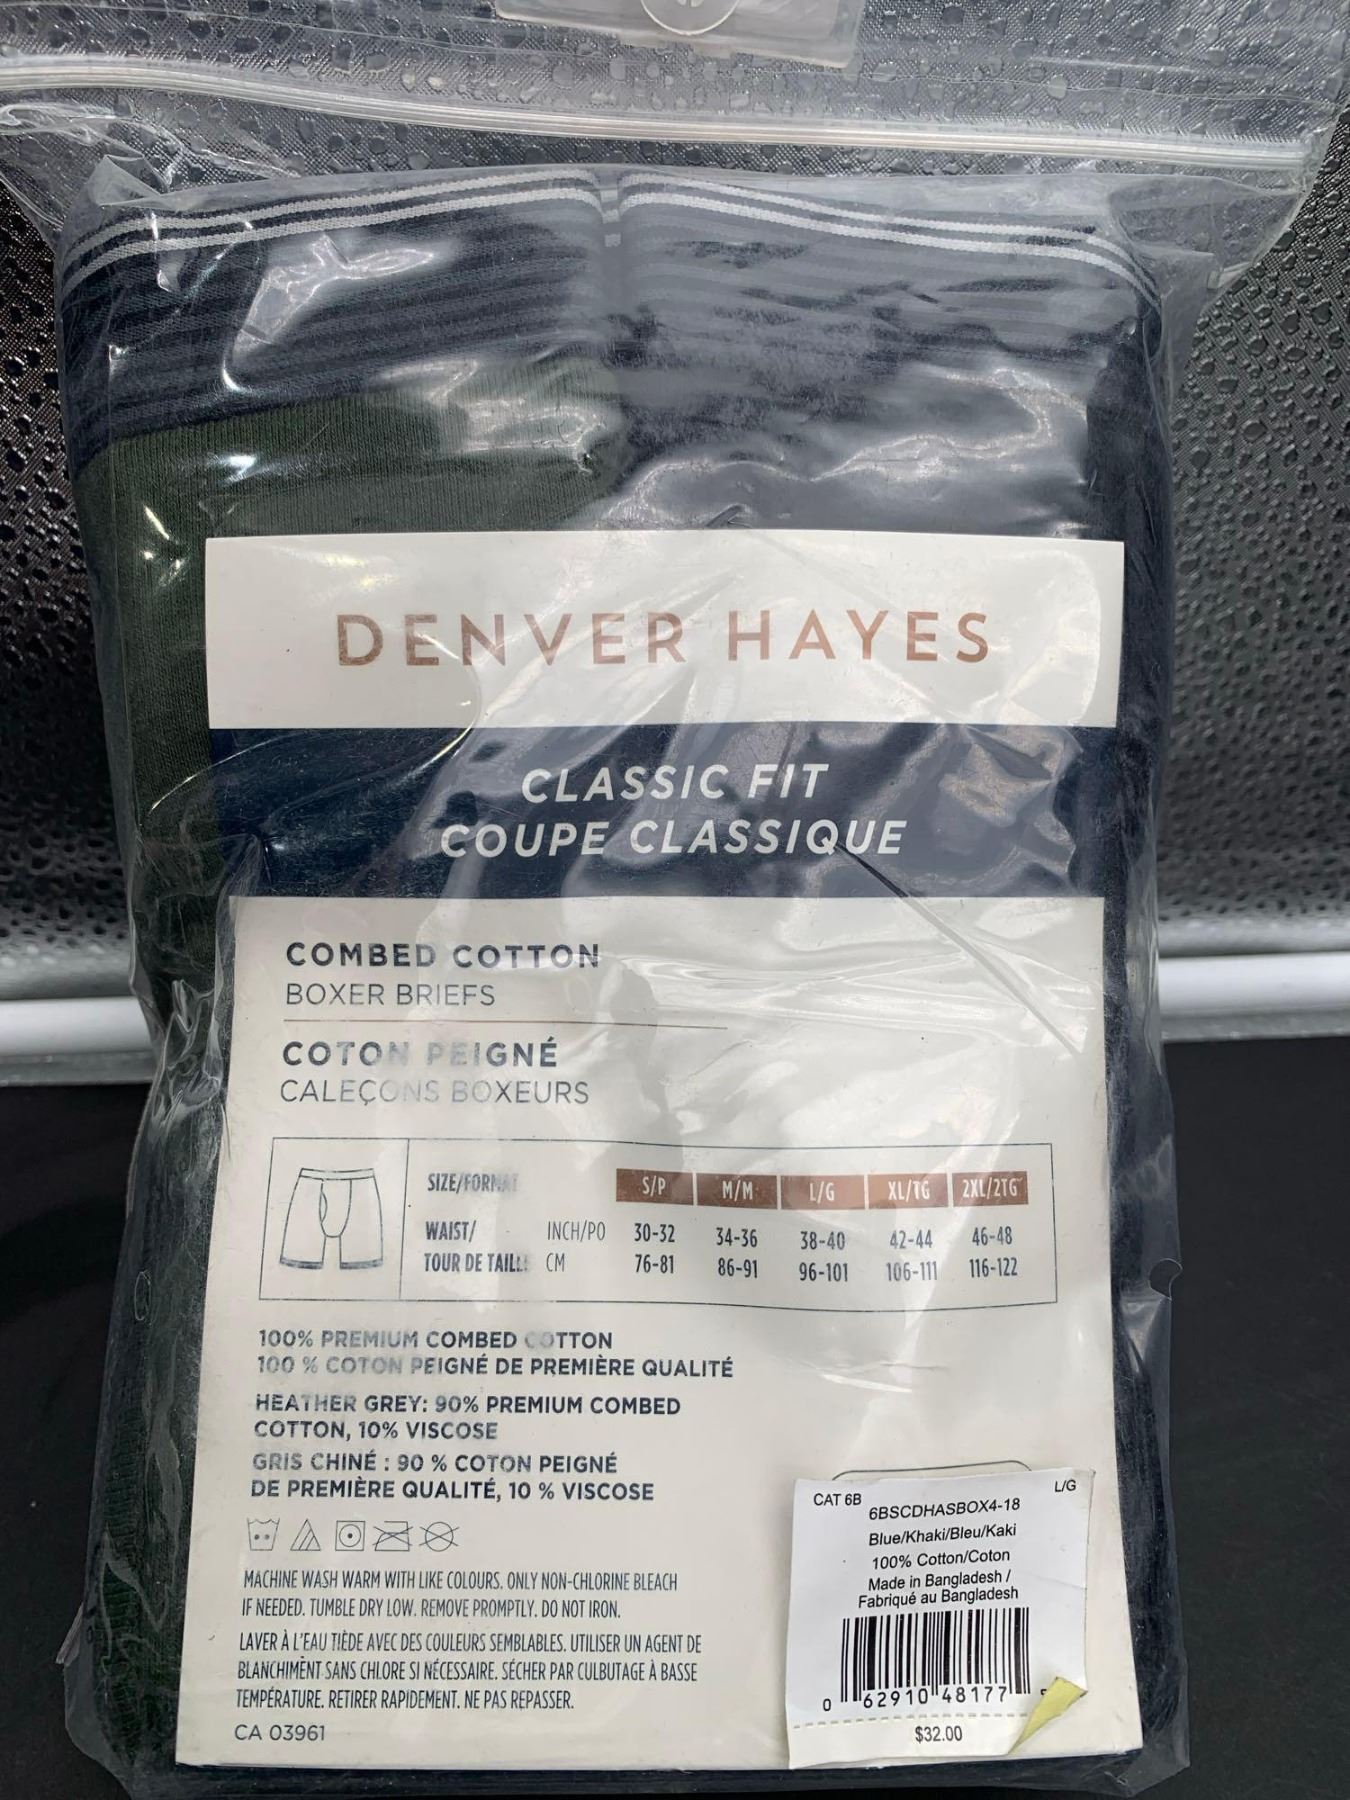 DENVER HAYES
CLASSIC FIT
COUPE CLASSIQUE
COMBED COTTON
BOXER BRIEFS
COTON PEIGNÉ
CALEÇONS BOXEURS
SIZE/FORMAT S/P M/M L/G XL/TG 2XL/2TG
WAIST/ INCH/PO 30-32 34-36 38-40 42-44 46-48
TOUR DE TAILLE CM 76-81 86-91 96-101 106-111 116-122
100% PREMIUM COMBED COTTON
100 % COTON PEIGNÉ DE PREMIÈRE QUALITÉ
HEATHER GREY: 90% PREMIUM COMBED
COTTON, 10% VISCOSE
GRIS CHINÉ : 90 % COTON PEIGNÉ
DE PREMIÈRE QUALITÉ, 10 % VISCOSE
MACHINE WASH WARM WITH LIKE COLOURS. ONLY NON-CHLORINE BLEACH
IF NEEDED. TUMBLE DRY LOW. REMOVE PROMPTLY. DO NOT IRON.
LAVER À L'EAU TIÈDE AVEC DES COULEURS SEMBLABLES. UTILISER UN AGENT DE
BLANCHIMENT SANS CHLORE SI NÉCESSAIRE. SÉCHER PAR CULBUTAGE À BASSE
TEMPÉRATURE. RETIRER RAPIDEMENT. NE PAS REPASSER.
CA 03961
CAT 6B L/G
6BSCDHASBOX4-18
Blue/Khaki/Bleu/Kaki
100% Cotton/Coton
Made in Bangladesh /
Fabriqué au Bangladesh
0 62910 48177
$32.00